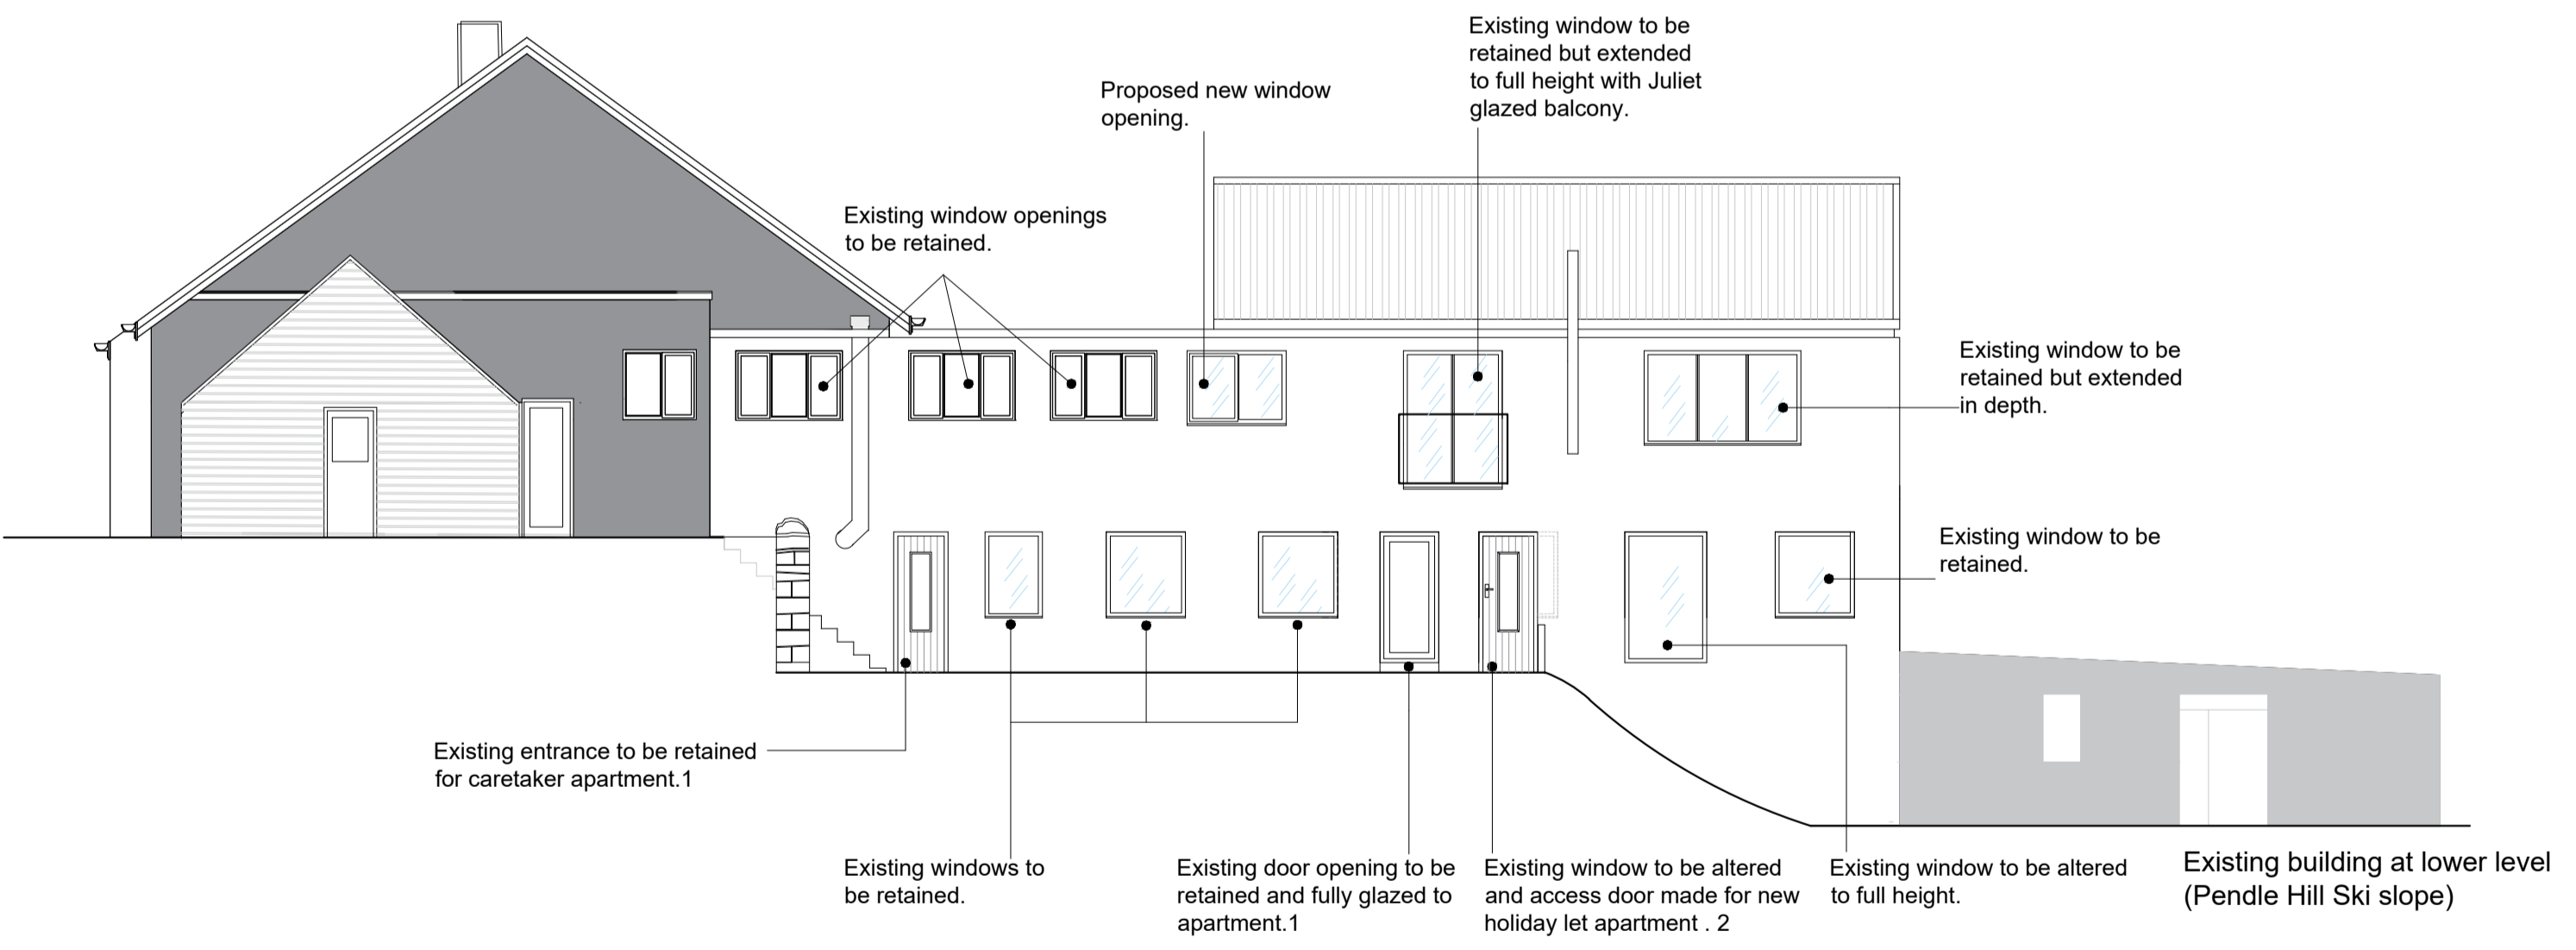 Existing window to be
retained but extended
to full height with Juliet
glazed balcony.
Proposed new window
opening.
Existing window openings
to be retained.
Existing window to be
retained but extended
in depth.
Existing window to be
retained.
Existing entrance to be retained
for caretaker apartment.1
Existing windows to
be retained.
Existing door opening to be
retained and fully glazed to
apartment.1
Existing window to be altered
and access door made for new
holiday let apartment . 2
Existing window to be altered
to full height.
Existing building at lower level
(Pendle Hill Ski slope)